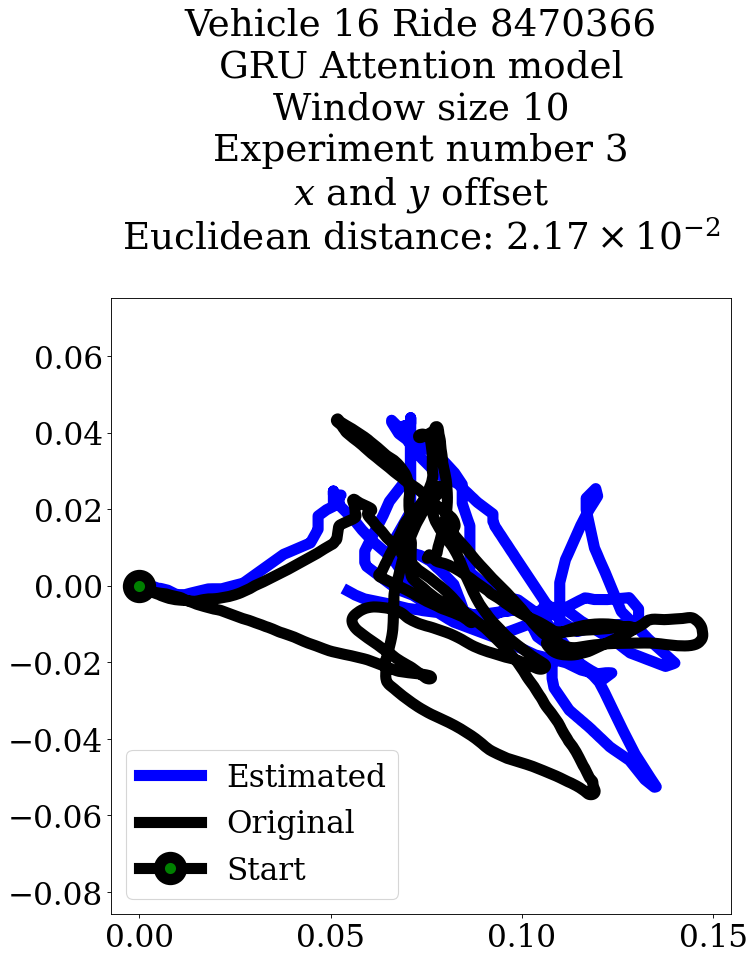 Vehicle 16 Ride 8470366
GRU Attention model
Window size 10
Experiment number 3
x and y offset
Euclidean distance: 2.17 × 10⁻²
0.06
0.04
0.02
0.00
−0.02
−0.04
−0.06
−0.08
Estimated
Original
Start
0.00 0.05 0.10 0.15